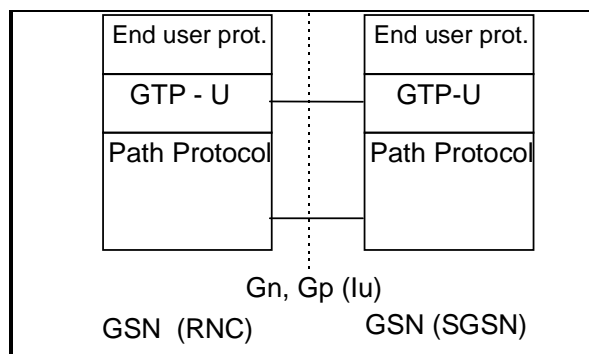 End user prot.
End user prot.
GTP - U
GTP-U
Path Protocol
Path Protocol
Gn, Gp (Iu)
GSN (RNC)
GSN (SGSN)